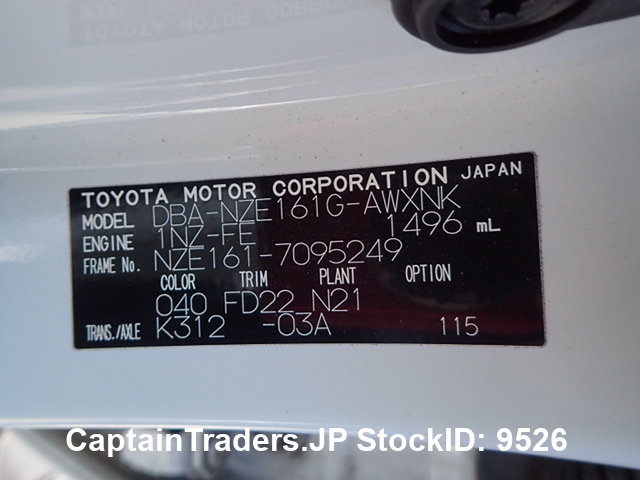 TOYOTA MOTOR CORPORATION JAPAN
MODEL DBA-NZE161G-AWXNK
ENGINE 1NZ-FE 1496 mL
FRAME No. NZE161-7095249
COLOR TRIM PLANT OPTION
040 FD22 N21
TRANS./AXLE K312 -03A 115
CaptainTraders.JP StockID: 9526